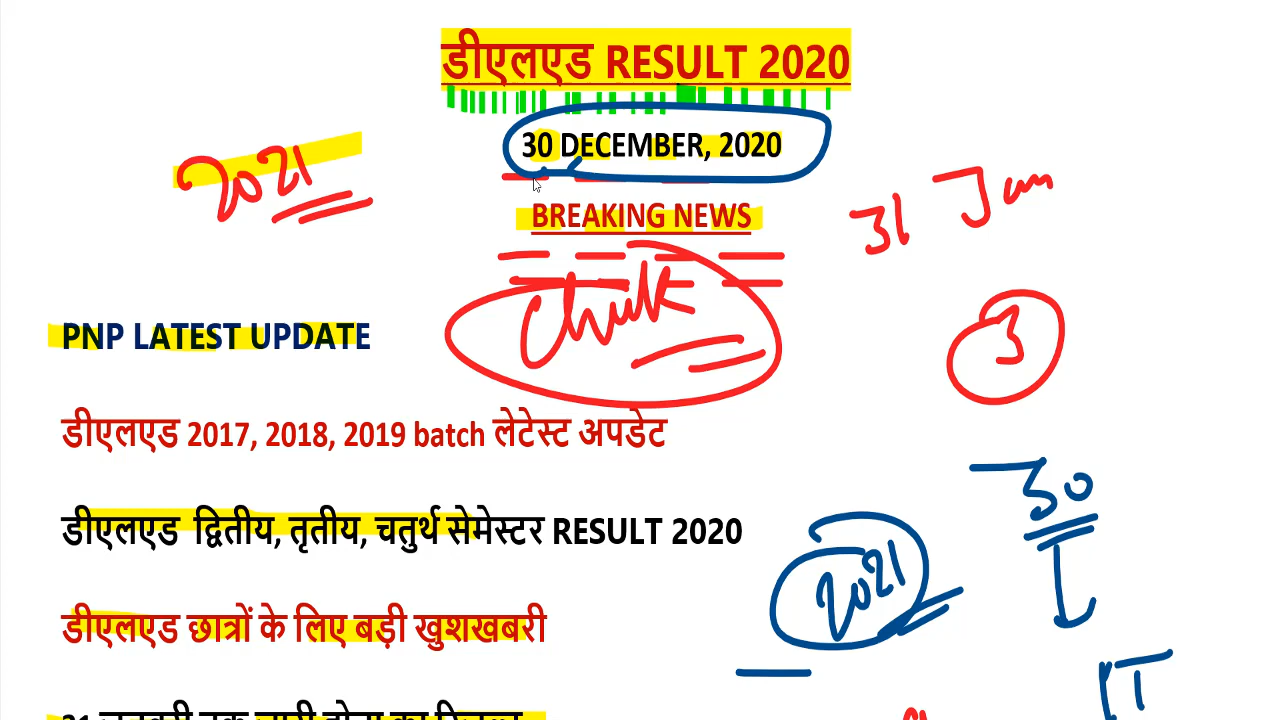 डीएलएड RESULT 2020
30 DECEMBER, 2020
2021
31 Jan
BREAKING NEWS
3
PNP LATEST UPDATE
डीएलएड 2017, 2018, 2019 batch लेटेस्ट अपडेट
30
डीएलएड द्वितीय, तृतीय, चतुर्थ सेमेस्टर RESULT 2020
2021
डीएलएड छात्रों के लिए बड़ी खुशखबरी